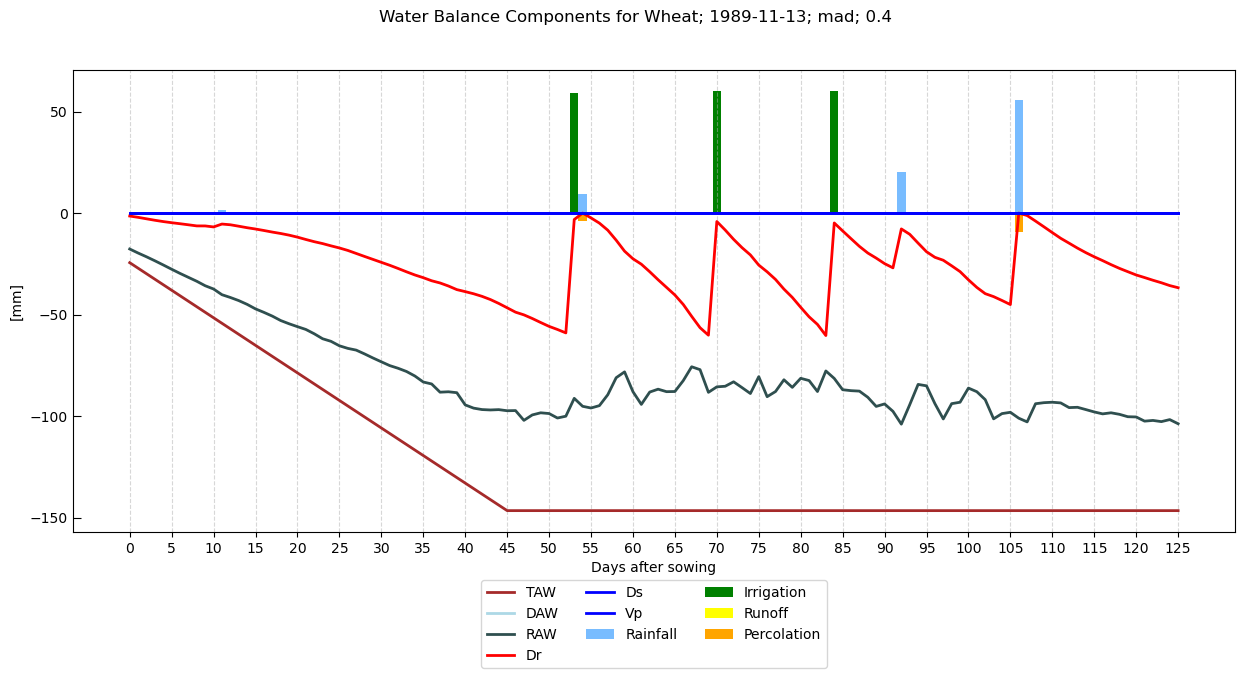 Water Balance Components for Wheat; 1989-11-13; mad; 0.4
[mm]
50
0
−50
−100
−150
0 5 10 15 20 25 30 35 40 45 50 55 60 65 70 75 80 85 90 95 100 105 110 115 120 125
Days after sowing
TAW
DAW
RAW
Dr
Ds
Vp
Rainfall
Irrigation
Runoff
Percolation